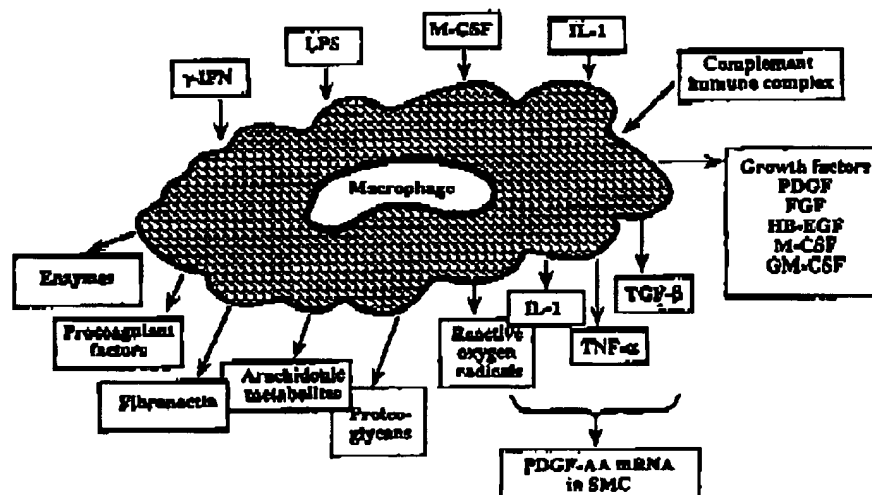 γ-IFN
LPS
M-CSF
IL-1
Complement
immune complex
Macrophage
Growth factors
PDGF
FGF
HB-EGF
M-CSF
GM-CSF
Enzymes
Procoagulant
factors
Fibronectin
Arachidonic
metabolites
Proteo-
glycans
Reactive
oxygen
radicals
IL-1
TNF-α
TGF-β
PDGF-AA mRNA
in SMC